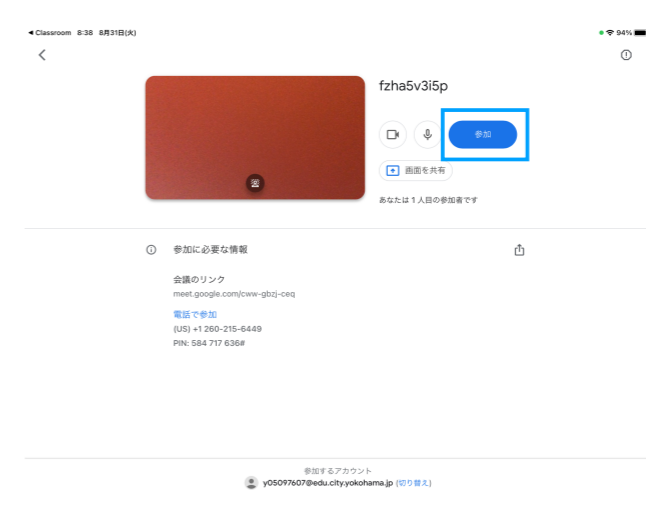 ◀ Classroom 8:38 8月31日(火) 94%
fzha5v3i5p
参加
画面を共有
あなたは 1 人目の参加者です
参加に必要な情報
会議のリンク
meet.google.com/cww-gbzj-ceq
電話で参加
(US) +1 260-215-6449
PIN: 584 717 636#
参加するアカウント
y05097607@edu.city.yokohama.jp (切り替え)